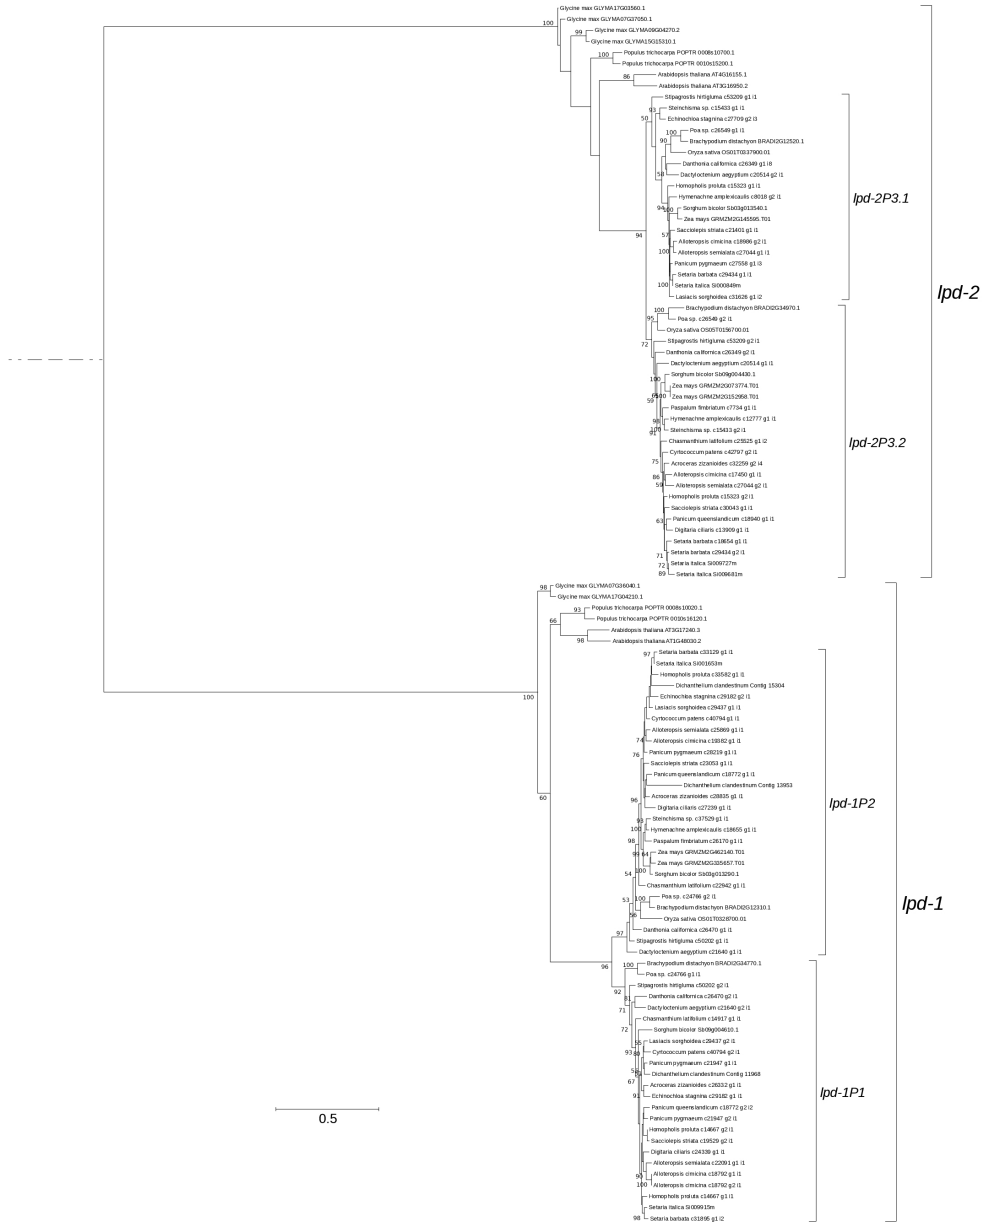 Glycine max GLYMA17G03560.1
100
Glycine max GLYMA07G37050.1
Glycine max GLYMA09G04270.2
99
Glycine max GLYMA15G15310.1
Populus trichocarpa POPTR 0008s10700.1
100
Populus trichocarpa POPTR 0010s15200.1
Arabidopsis thaliana AT4G16155.1
86
Arabidopsis thaliana AT3G16950.2
Stipagrostis hirtigluma c53209 g1 i1
Steinchisma sp. c15433 g1 i1
93
50
Echinochloa stagnina c27709 g2 i3
Poa sp. c26549 g1 i1
100
Brachypodium distachyon BRADI2G12520.1
90
Oryza sativa OS01T0337900.01
Danthonia californica c26349 g1 i8
58
Dactyloctenium aegyptium c20514 g2 i1
Homopholis proluta c15323 g1 i1
lpd-2P3.1
Hymenachne amplexicaulis c8018 g2 i1
94
100
Sorghum bicolor Sb03g013540.1
Zea mays GRMZM2G145595.T01
Sacciolepis striata c21401 g1 i1
57
94
Alloteropsis cimicina c18986 g2 i1
100
Alloteropsis semialata c27044 g1 i1
Panicum pygmaeum c27558 g1 i3
Setaria barbata c29434 g1 i1
100
Setaria italica Si000849m
lpd-2
Lasiacis sorghoidea c31626 g1 i2
Brachypodium distachyon BRADI2G34970.1
100
Poa sp. c26549 g2 i1
95
Oryza sativa OS05T0156700.01
72
Stipagrostis hirtigluma c53209 g2 i1
Danthonia californica c26349 g2 i1
Dactyloctenium aegyptium c20514 g1 i1
Sorghum bicolor Sb09g004430.1
100
Zea mays GRMZM2G073774.T01
Zea mays GRMZM2G152958.T01
59
Paspalum fimbriatum c7734 g1 i1
Hymenachne amplexicaulis c12777 g1 i1
98
Steinchisma sp. c15433 g2 i1
91
Chasmanthium latifolium c25525 g1 i2
lpd-2P3.2
Cyrtococcum patens c42797 g2 i1
75
Acroceras zizanioides c32259 g2 i4
Alloteropsis cimicina c17450 g1 i1
86
59
Alloteropsis semialata c27044 g2 i1
Homopholis proluta c15323 g2 i1
Sacciolepis striata c30043 g1 i1
Panicum queenslandicum c18940 g1 i1
63
Digitaria ciliaris c13909 g1 i1
Setaria barbata c18654 g1 i1
Setaria barbata c29434 g2 i1
71
72
Setaria italica Si009727m
89
Setaria italica Si009681m
Glycine max GLYMA07G36040.1
98
Glycine max GLYMA17G04210.1
Populus trichocarpa POPTR 0008s10020.1
93
Populus trichocarpa POPTR 0010s16120.1
66
Arabidopsis thaliana AT3G17240.3
98
Arabidopsis thaliana AT1G48030.2
Setaria barbata c33129 g1 i1
97
Setaria italica Si001653m
Homopholis proluta c33582 g1 i1
Dichanthelium clandestinum Contig 15304
100
Echinochloa stagnina c29182 g2 i1
Lasiacis sorghoidea c29437 g1 i1
Cyrtococcum patens c40794 g1 i1
Alloteropsis semialata c25869 g1 i1
74
Alloteropsis cimicina c19362 g1 i1
76
Panicum pygmaeum c28219 g1 i1
Sacciolepis striata c23053 g1 i1
Panicum queenslandicum c18772 g1 i1
Dichanthelium clandestinum Contig 13953
60
96
Acroceras zizanioides c28835 g1 i1
lpd-1P2
Digitaria ciliaris c27239 g1 i1
Steinchisma sp. c37529 g1 i1
93
100
Hymenachne amplexicaulis c18655 g1 i1
98
Paspalum fimbriatum c26170 g1 i1
Zea mays GRMZM2G462140.T01
99
64
Zea mays GRMZM2G335657.T01
54
100
Sorghum bicolor Sb03g013290.1
Chasmanthium latifolium c22942 g1 i1
Poa sp. c24766 g2 i1
53
100
Brachypodium distachyon BRADI2G12310.1
lpd-1
56
Oryza sativa OS01T0328700.01
Danthonia californica c26470 g1 i1
97
Stipagrostis hirtigluma c50202 g1 i1
Dactyloctenium aegyptium c21640 g1 i1
96
Brachypodium distachyon BRADI2G34770.1
100
Poa sp. c24766 g1 i1
Stipagrostis hirtigluma c50202 g2 i1
92
Danthonia californica c26470 g2 i1
71
Dactyloctenium aegyptium c21640 g2 i1
Chasmanthium latifolium c14917 g1 i1
72
Sorghum bicolor Sb09g004610.1
Lasiacis sorghoidea c29437 g2 i1
93
Cyrtococcum patens c40794 g2 i1
Panicum pygmaeum c21947 g1 i1
Dichanthelium clandestinum Contig 11968
67
Acroceras zizanioides c26332 g1 i1
91
Echinochloa stagnina c29182 g1 i1
lpd-1P1
Panicum queenslandicum c18772 g2 i2
0.5
Panicum pygmaeum c21947 g2 i1
Homopholis proluta c14667 g2 i1
Sacciolepis striata c19529 g2 i1
Digitaria ciliaris c24339 g1 i1
Alloteropsis semialata c22091 g1 i1
90
Alloteropsis cimicina c18792 g1 i1
100
Alloteropsis cimicina c18792 g2 i1
Homopholis proluta c14667 g1 i1
Setaria italica Si009915m
98
Setaria barbata c31895 g1 i2